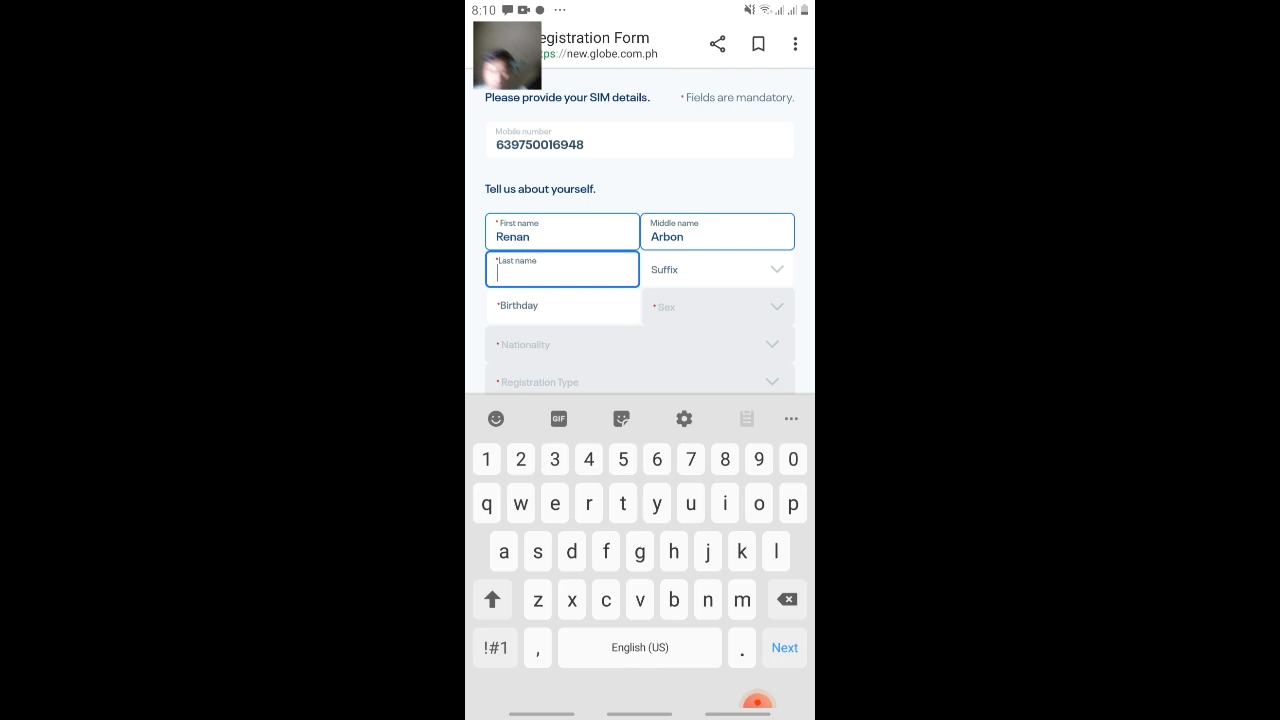 8:10
egistration Form
tps://new.globe.com.ph
Please provide your SIM details.
* Fields are mandatory.
Mobile number
639750016948
Tell us about yourself.
* First name
Renan
Middle name
Arbon
*Last name
Suffix
*Birthday
* Sex
* Nationality
* Registration Type
GIF
1 2 3 4 5 6 7 8 9 0
q w e r t y u i o p
a s d f g h j k l
z x c v b n m
!#1 , English (US) . Next